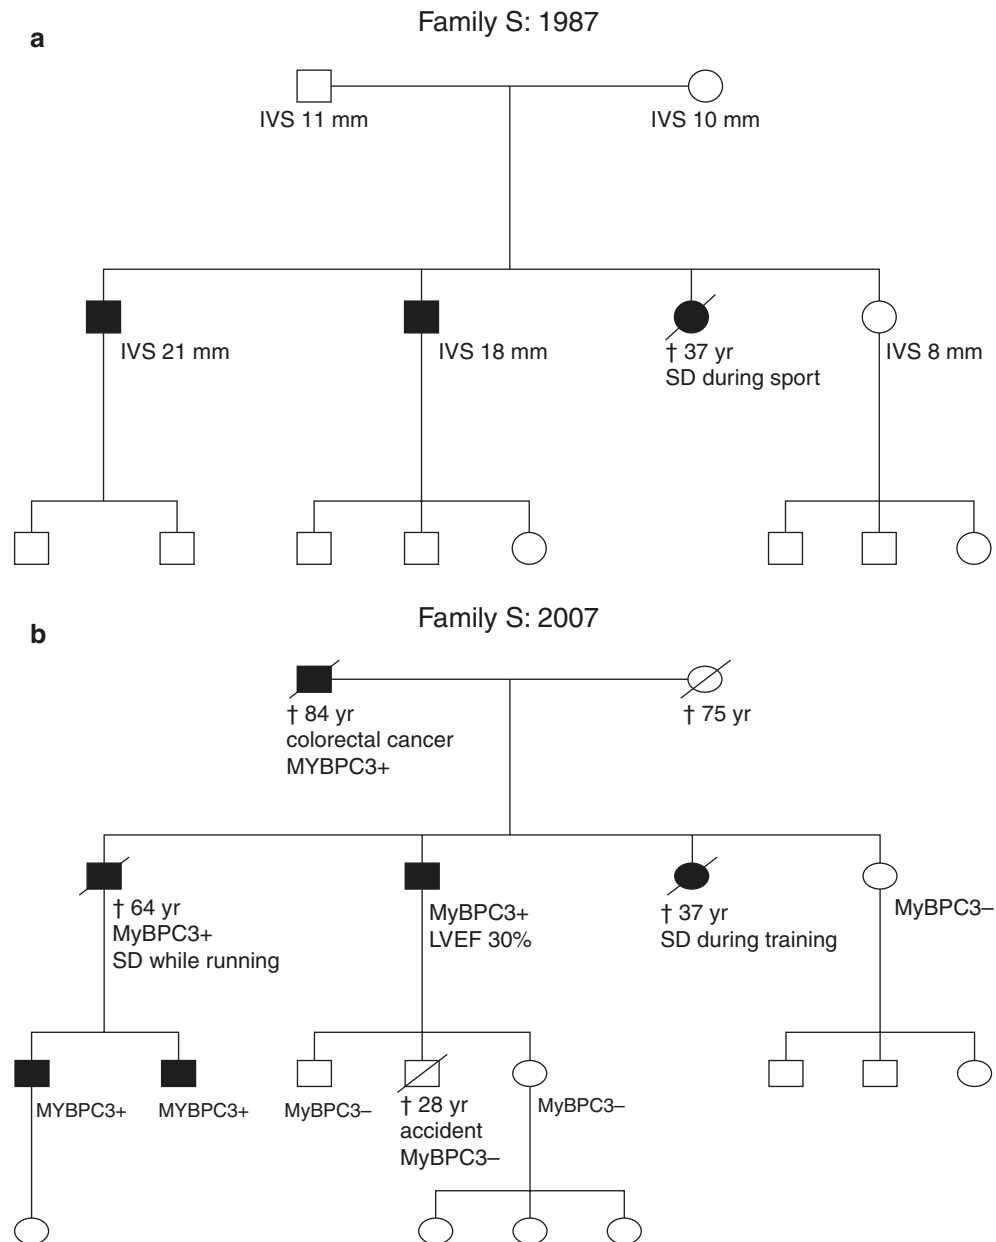 Family S: 1987
a
IVS 11 mm
IVS 10 mm
IVS 21 mm
IVS 18 mm
† 37 yr
SD during sport
IVS 8 mm
Family S: 2007
b
† 84 yr
colorectal cancer
MYBPC3+
† 75 yr
† 64 yr
MyBPC3+
SD while running
MyBPC3+
LVEF 30%
† 37 yr
SD during training
MyBPC3–
MYBPC3+
MYBPC3+
MyBPC3–
† 28 yr
accident
MyBPC3–
MyBPC3–